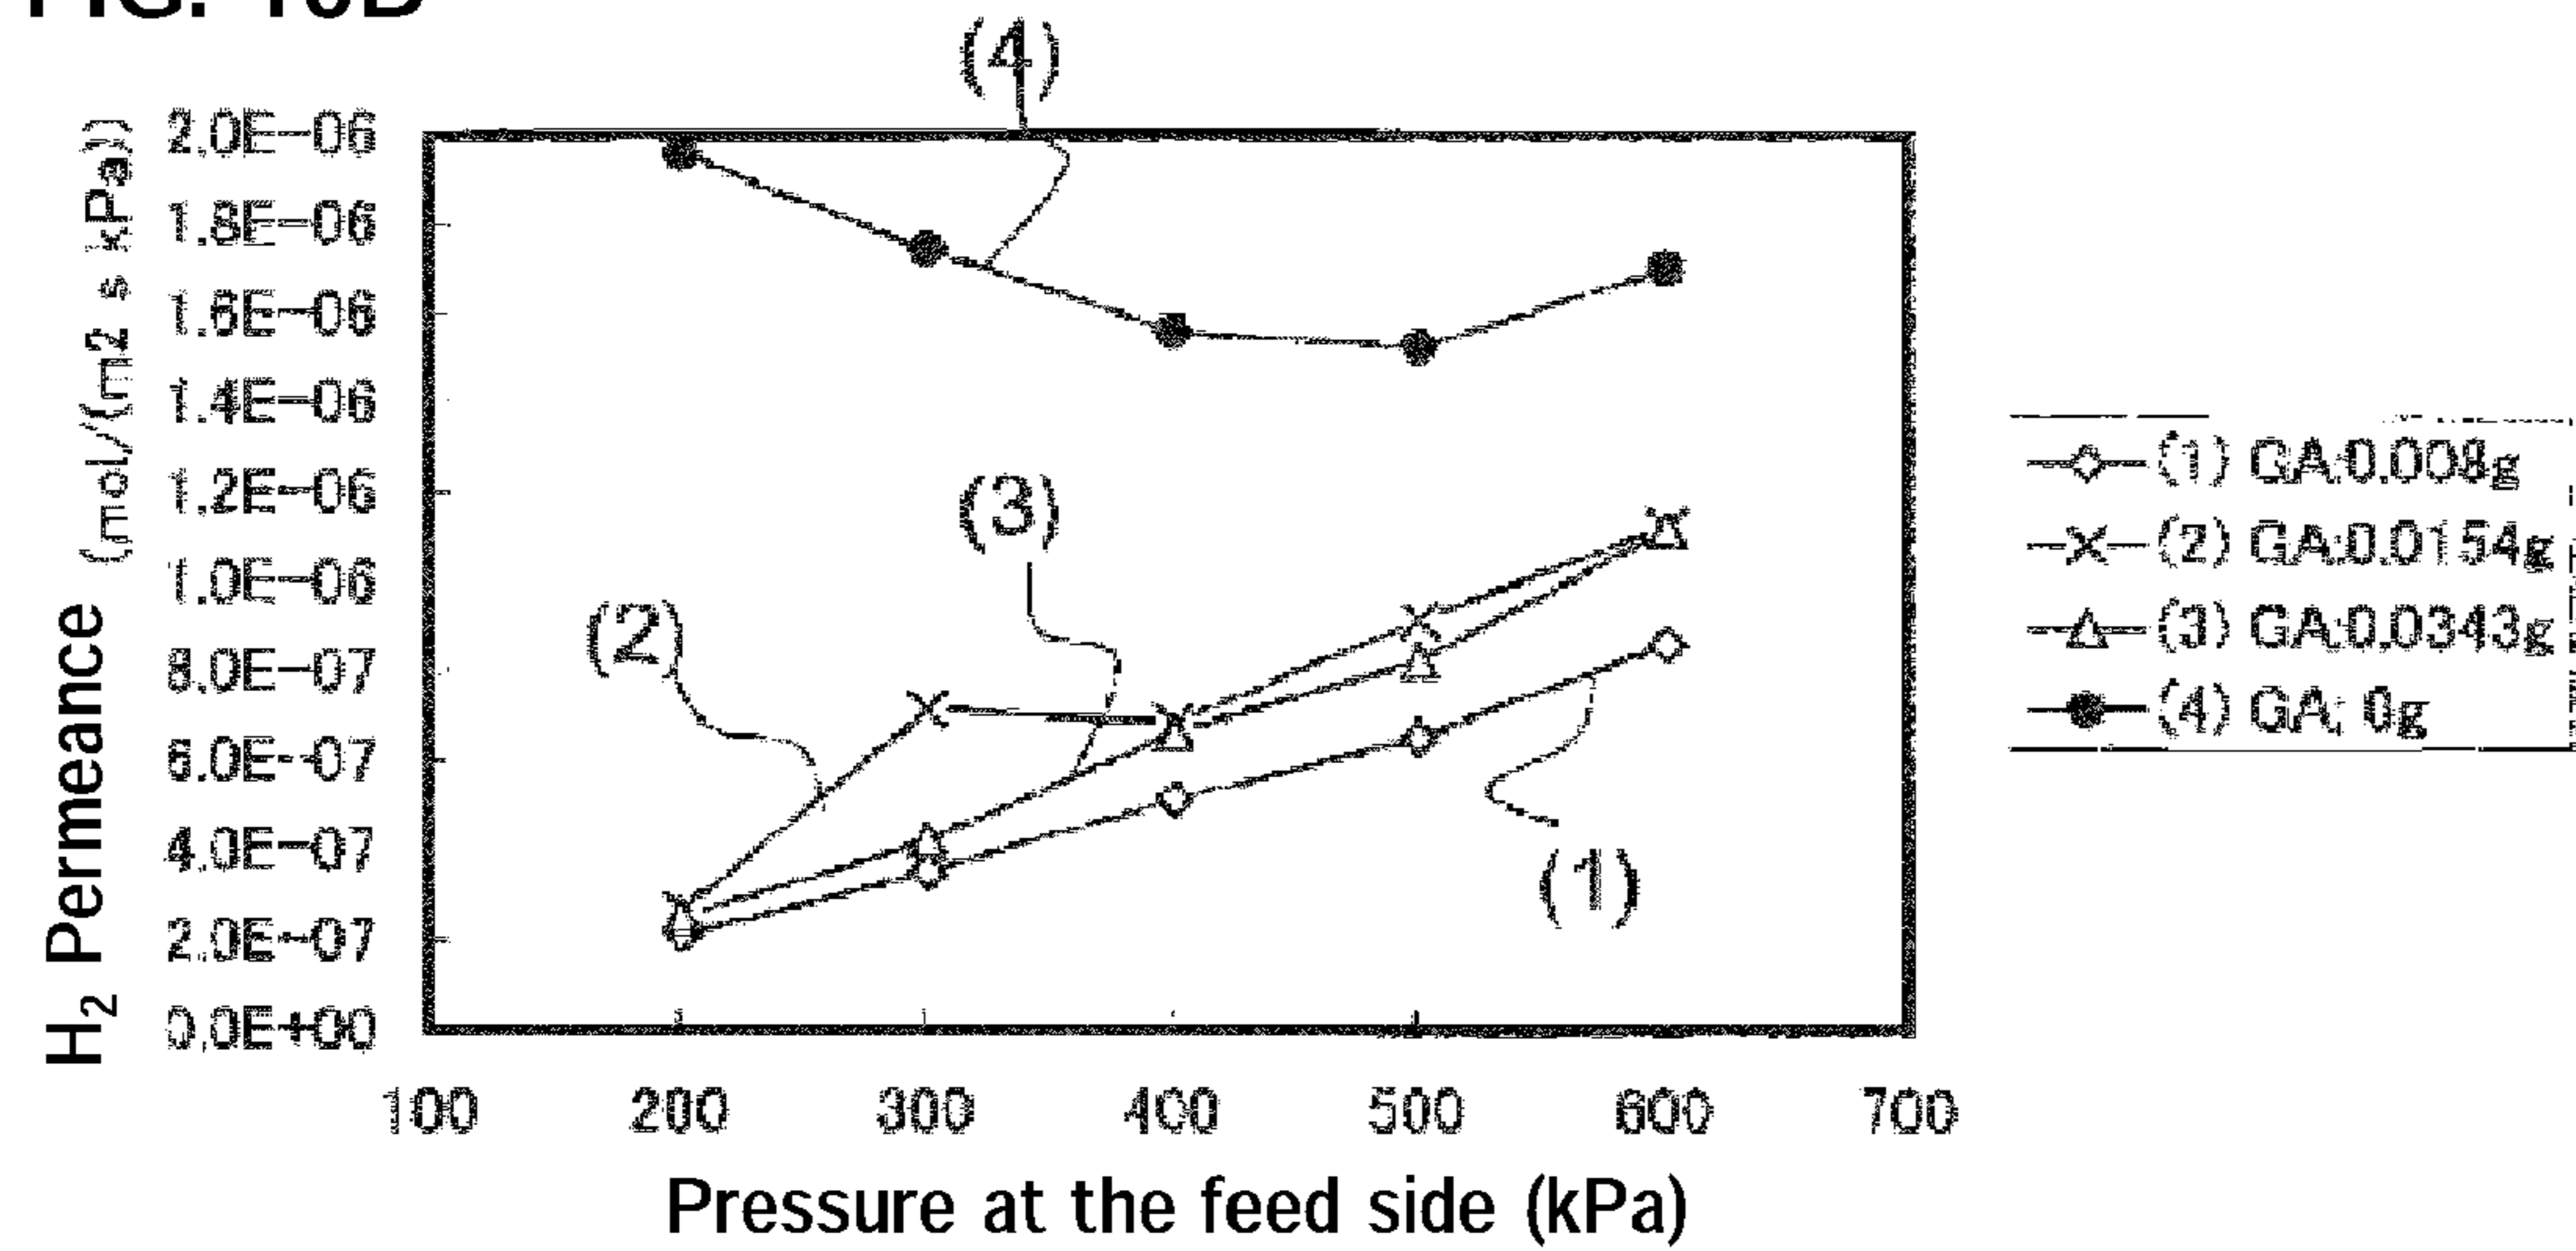 FIG. 10D
(4)
H2 Permeance (mol/(m2 s kPa))
2.0E-06
1.8E-06
1.6E-06
1.4E-06
1.2E-06
1.0E-06
8.0E-07
6.0E-07
4.0E-07
2.0E-07
0.0E+00
(3)
(2)
(1)
100 200 300 400 500 600 700
Pressure at the feed side (kPa)
(1) GA:0.008g
(2) GA:0.0154g
(3) GA:0.0343g
(4) GA: 0g